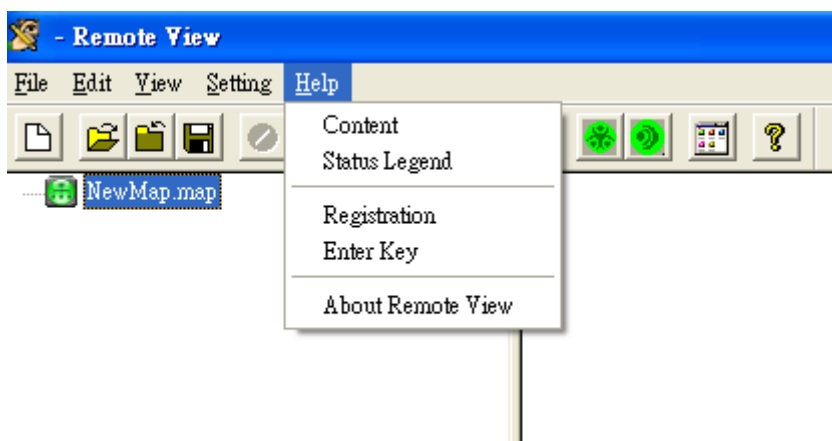 - Remote View
File Edit View Setting Help
Content
Status Legend
NewMap.map
Registration
Enter Key
About Remote View